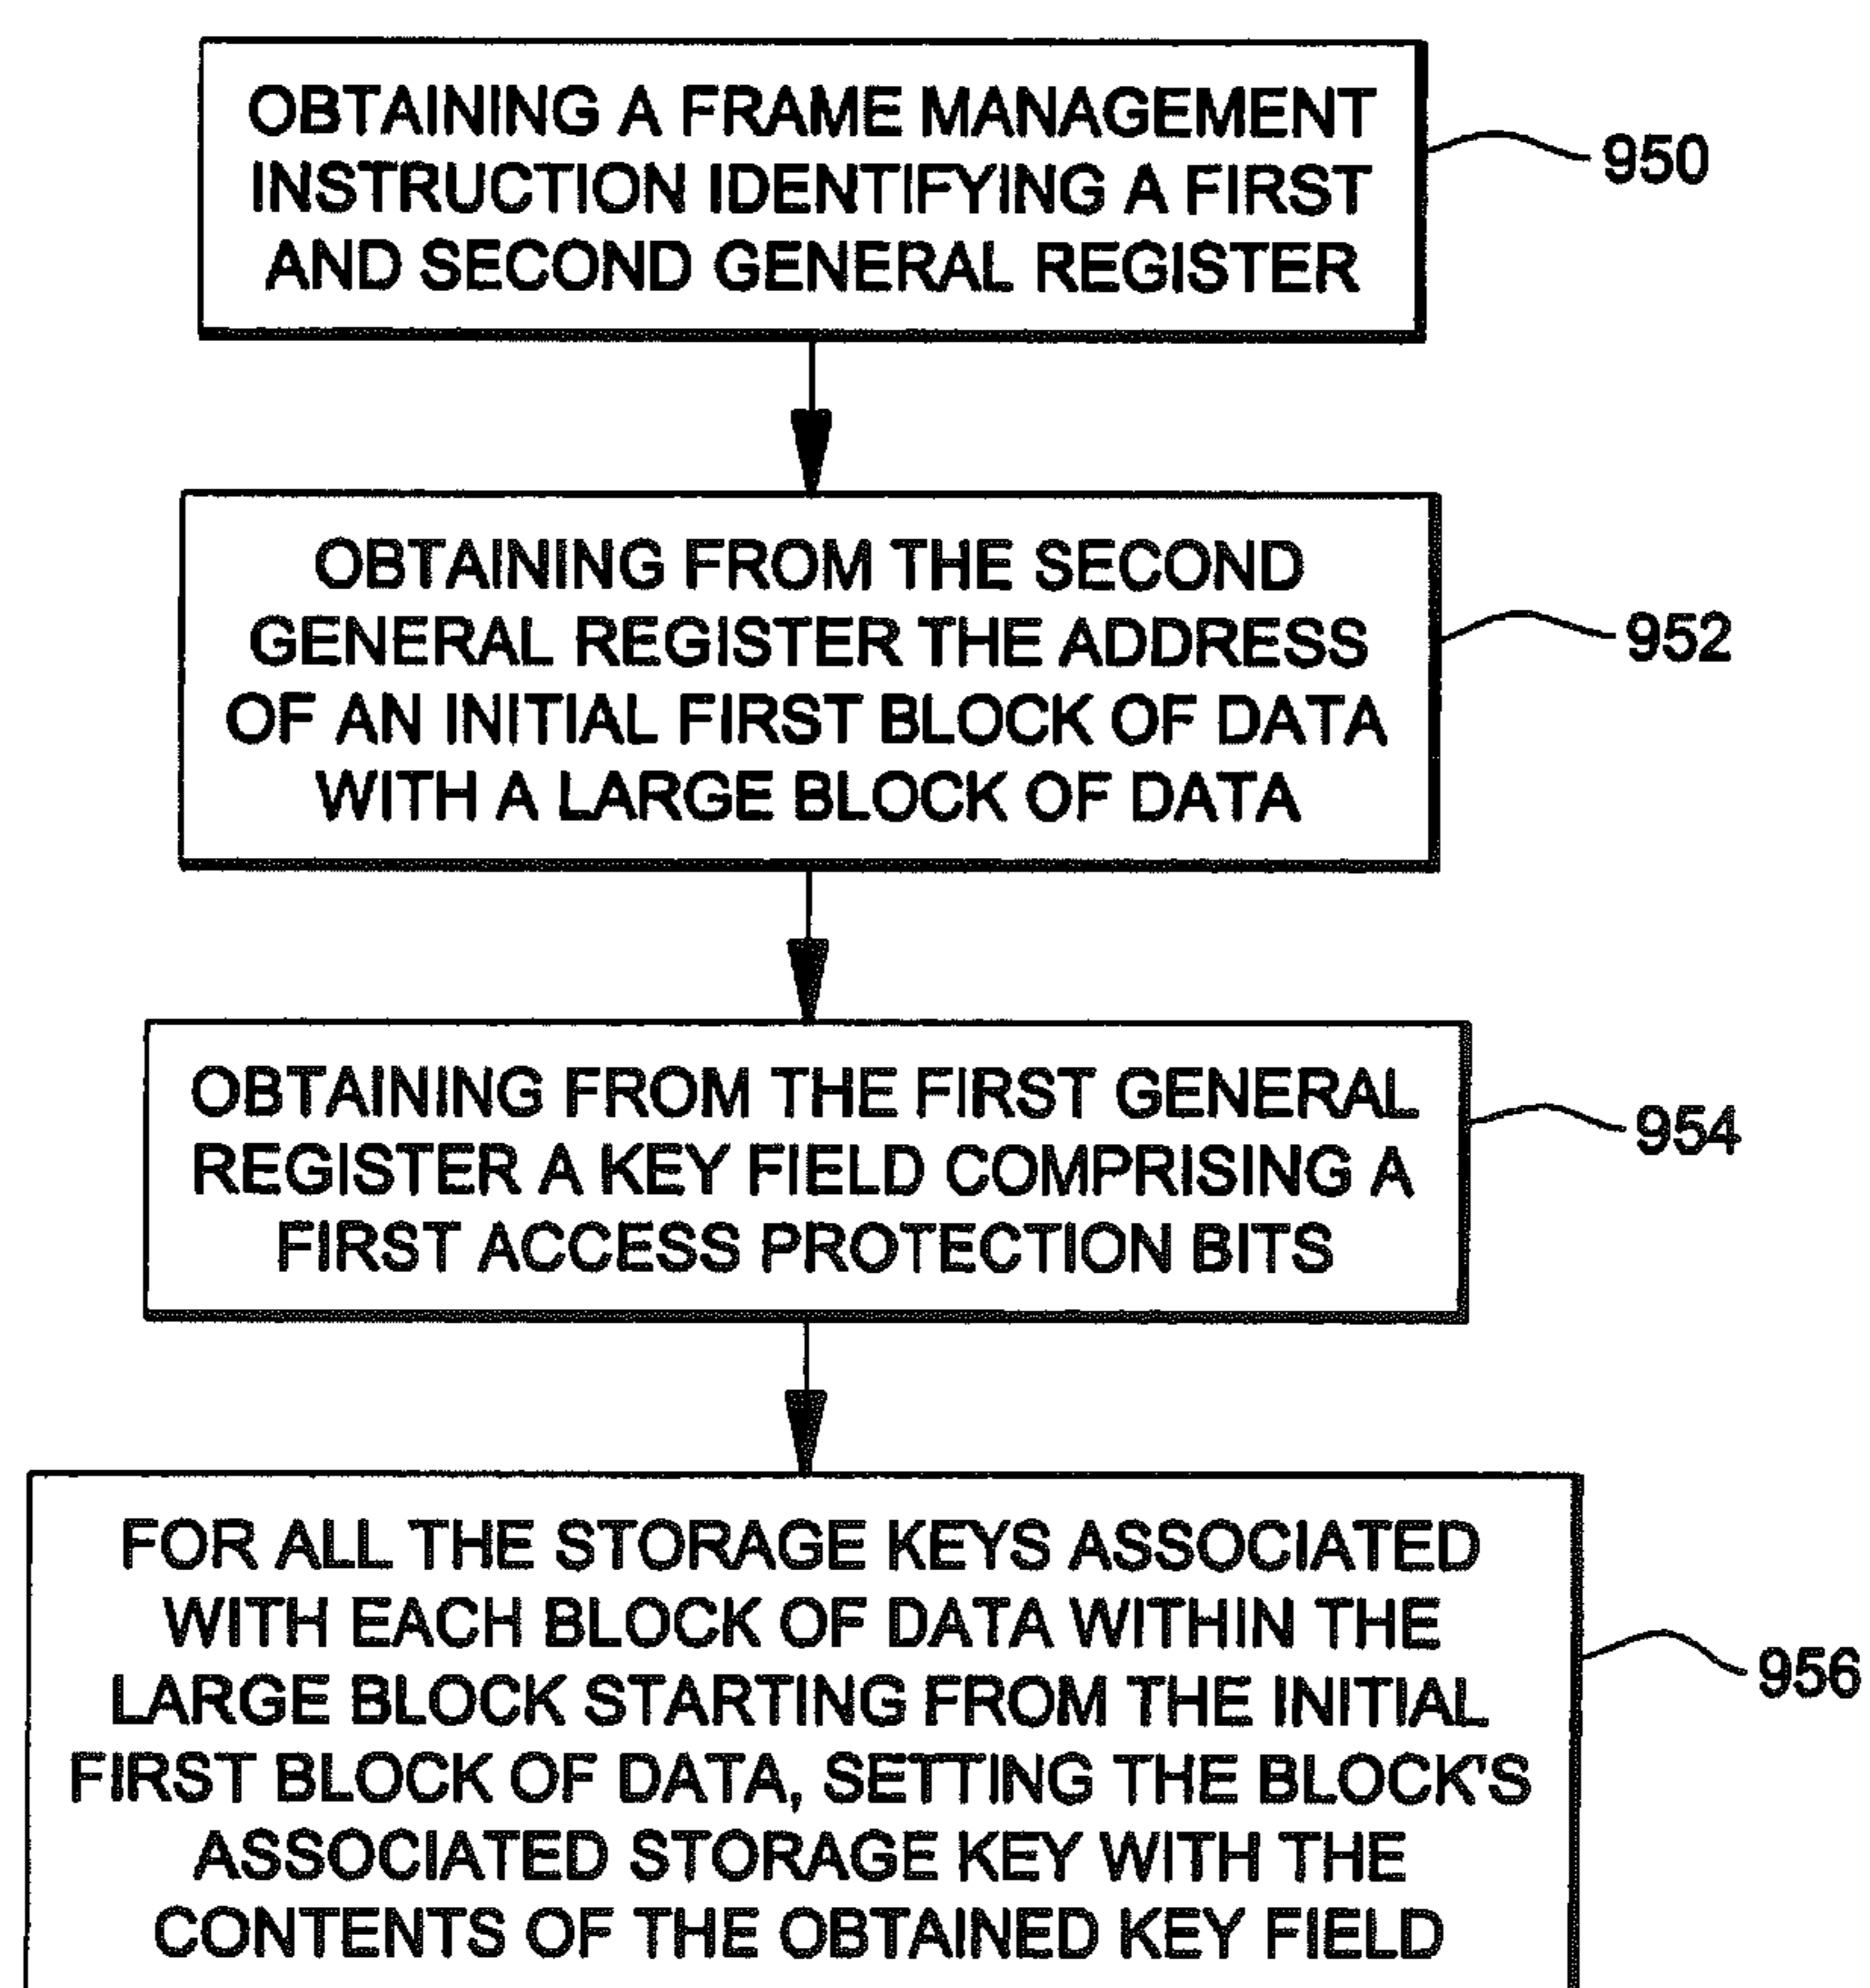 OBTAINING A FRAME MANAGEMENT
INSTRUCTION IDENTIFYING A FIRST
AND SECOND GENERAL REGISTER
950
OBTAINING FROM THE SECOND
GENERAL REGISTER THE ADDRESS
OF AN INITIAL FIRST BLOCK OF DATA
WITH A LARGE BLOCK OF DATA
952
OBTAINING FROM THE FIRST GENERAL
REGISTER A KEY FIELD COMPRISING A
FIRST ACCESS PROTECTION BITS
954
FOR ALL THE STORAGE KEYS ASSOCIATED
WITH EACH BLOCK OF DATA WITHIN THE
LARGE BLOCK STARTING FROM THE INITIAL
FIRST BLOCK OF DATA, SETTING THE BLOCK'S
ASSOCIATED STORAGE KEY WITH THE
CONTENTS OF THE OBTAINED KEY FIELD
956